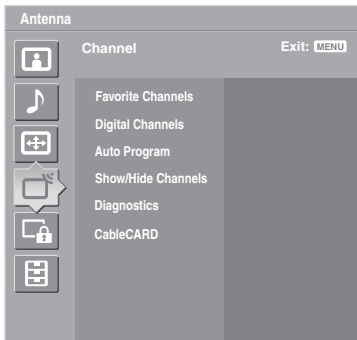 Antenna
Channel Exit: MENU
Favorite Channels
Digital Channels
Auto Program
Show/Hide Channels
Diagnostics
CableCARD